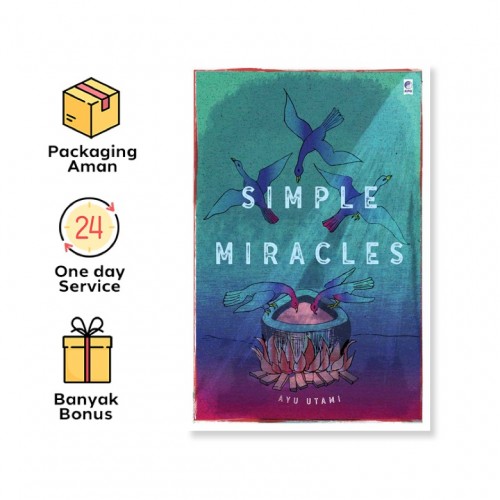 Packaging
Aman
24
One day
Service
Banyak
Bonus
SIMPLE
MIRACLES
AYU UTAMI